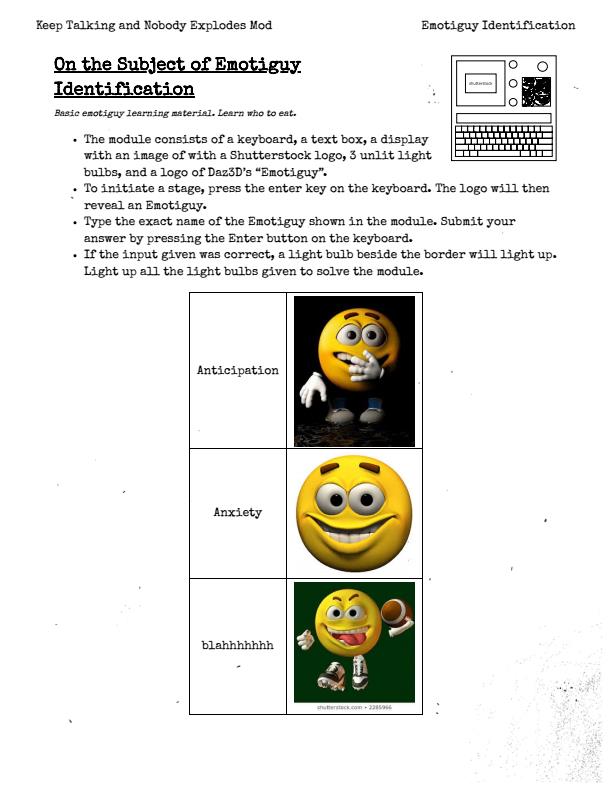 Keep Talking and Nobody Explodes Mod
Emotiguy Identification
On the Subject of Emotiguy
Identification
Basic emotiguy learning material. Learn who to eat.
shutterstock
• The module consists of a keyboard, a text box, a display
with an image of with a Shutterstock logo, 3 unlit light
bulbs, and a logo of Daz3D's “Emotiguy”.
• To initiate a stage, press the enter key on the keyboard. The logo will then
reveal an Emotiguy.
• Type the exact name of the Emotiguy shown in the module. Submit your
answer by pressing the Enter button on the keyboard.
• If the input given was correct, a light bulb beside the border will light up.
Light up all the light bulbs given to solve the module.
Anticipation
Anxiety
blahhhhhhh
shutterstock.com • 2285966